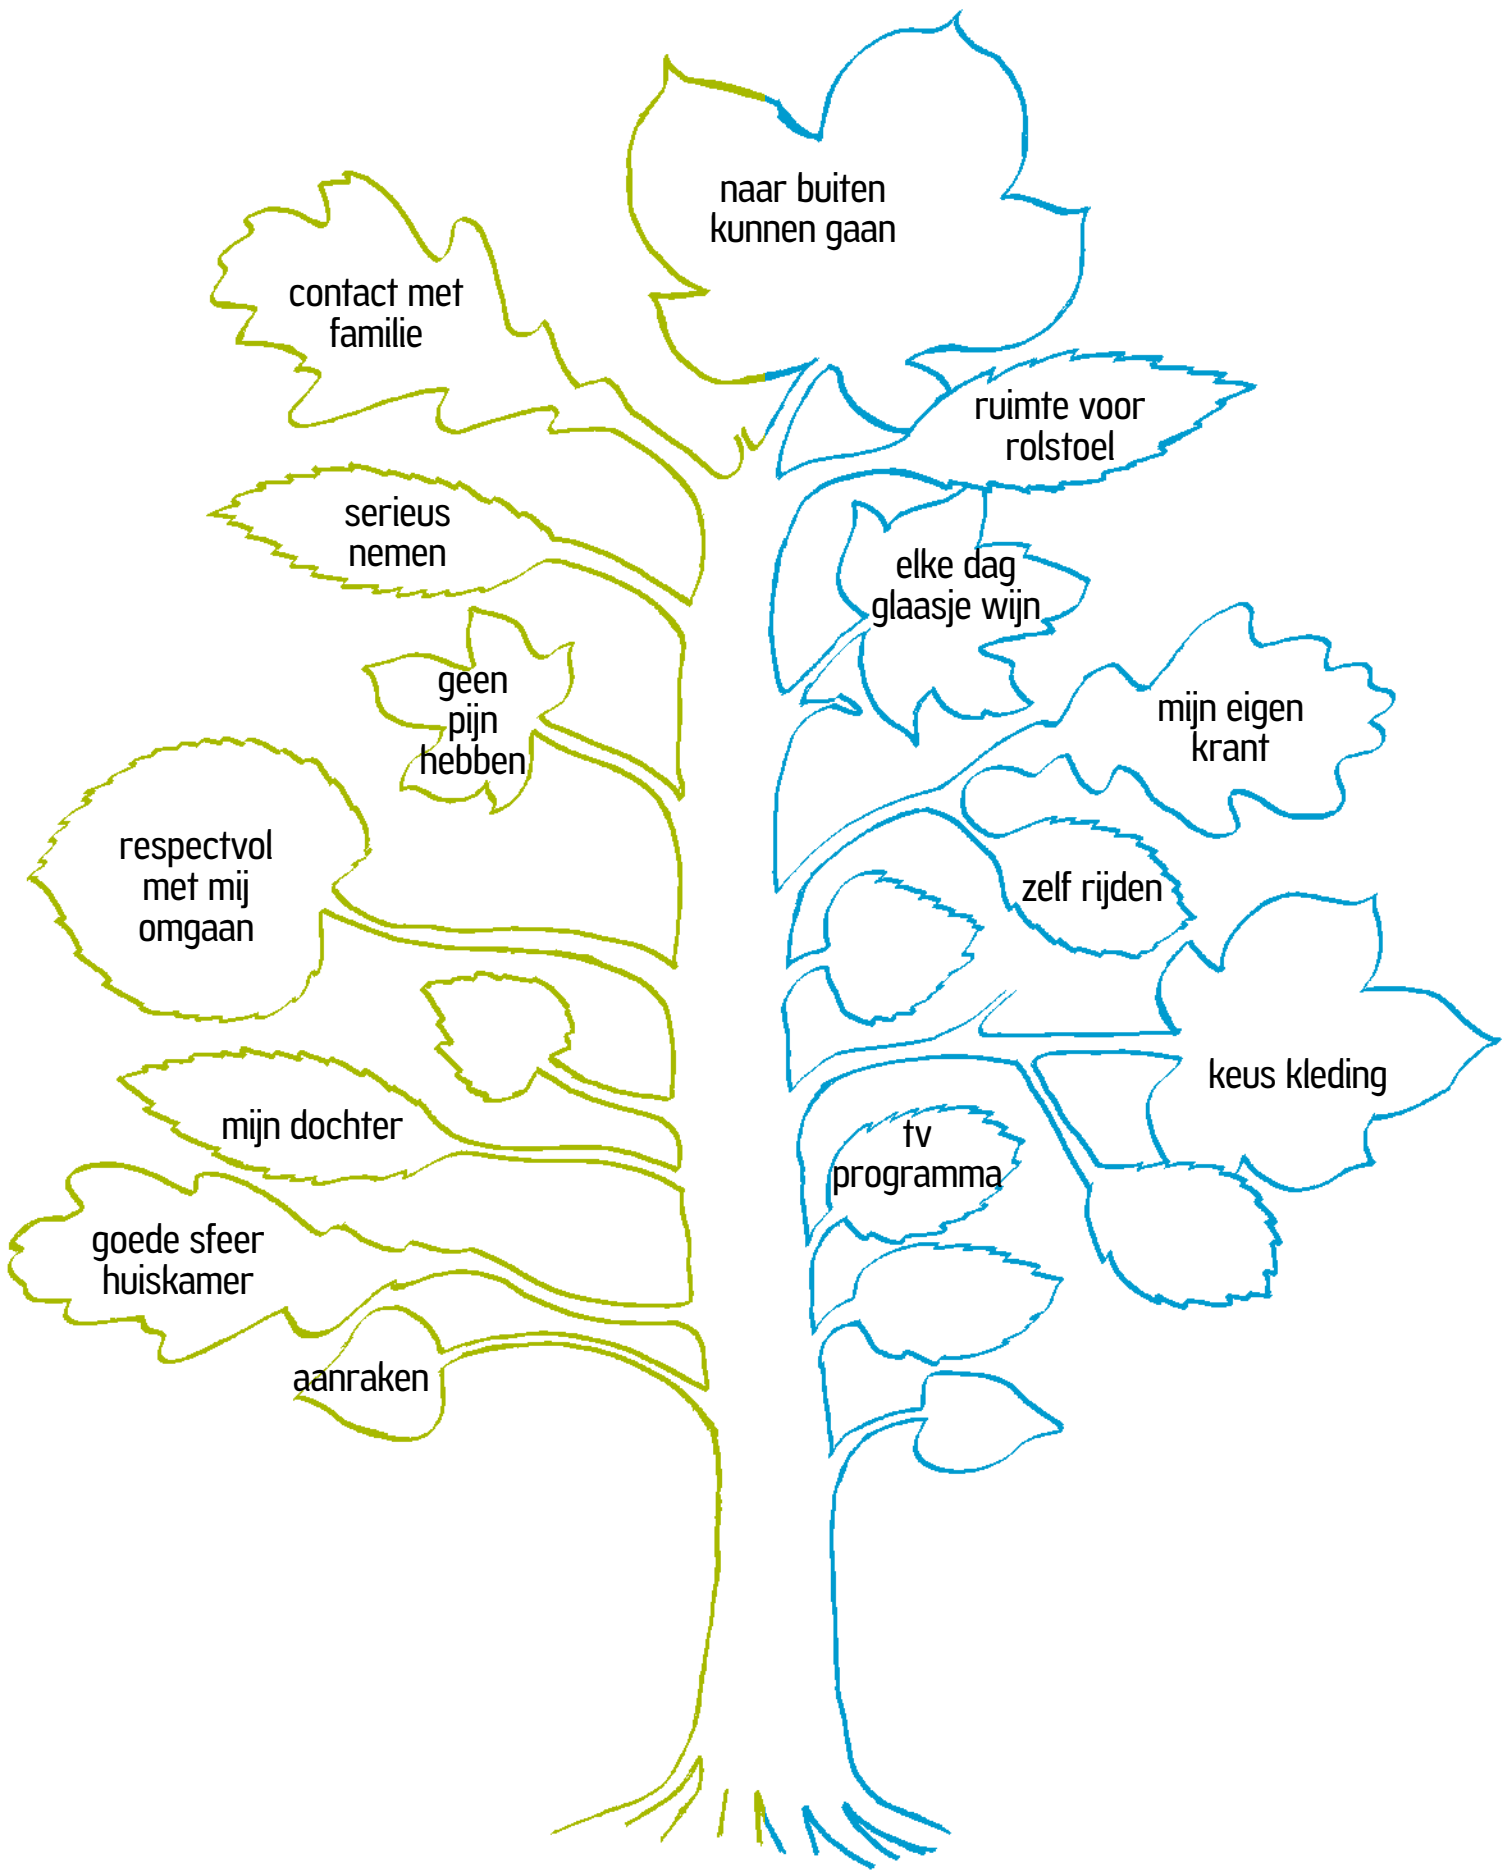 naar buiten
kunnen gaan
contact met
familie
ruimte voor
rolstoel
serieus
nemen
elke dag
glaasje wijn
geen
pijn
hebben
mijn eigen
krant
respectvol
met mij
omgaan
zelf rijden
keus kleding
mijn dochter
tv
programma
goede sfeer
huiskamer
aanraken